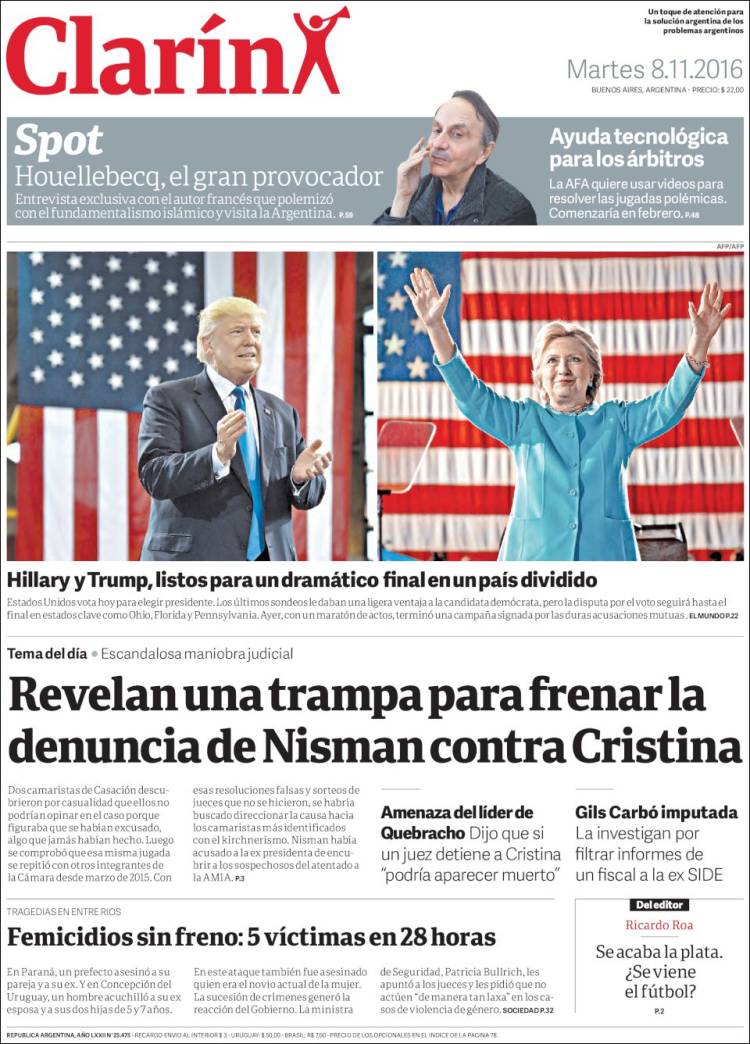 Clarín
Un toque de atención para
la solución argentina de los
problemas argentinos
Martes 8.11.2016
BUENOS AIRES, ARGENTINA - PRECIO: $ 22,00
Spot
Houellebecq, el gran provocador
Entrevista exclusiva con el autor francés que polemizó
con el fundamentalismo islámico y visita la Argentina. P.59
Ayuda tecnológica
para los árbitros
La AFA quiere usar videos para
resolver las jugadas polémicas.
Comenzaría en febrero. P.48
AFP/AFP
Hillary y Trump, listos para un dramático final en un país dividido
Estados Unidos vota hoy para elegir presidente. Los últimos sondeos le daban una ligera ventaja a la candidata demócrata, pero la disputa por el voto seguirá hasta el
final en estados clave como Ohio, Florida y Pennsylvania. Ayer, con un maratón de actos, terminó una campaña signada por las duras acusaciones mutuas. EL MUNDO P.22
Tema del día • Escandalosa maniobra judicial
Revelan una trampa para frenar la
denuncia de Nisman contra Cristina
Dos camaristas de Casación descu-
brieron por casualidad que ellos no
podrían opinar en el caso porque
figuraba que se habían excusado,
algo que jamás habían hecho. Luego
se comprobó que esa misma jugada
se repitió con otros integrantes de
la Cámara desde marzo de 2015. Con
esas resoluciones falsas y sorteos de
jueces que no se hicieron, se habría
buscado direccionar la causa hacia
los camaristas más identificados
con el kirchnerismo. Nisman había
acusado a la ex presidenta de encu-
brir a los sospechosos del atentado a
la AMIA. P.3
Amenaza del líder de
Quebracho Dijo que si
un juez detiene a Cristina
"podría aparecer muerto"
Gils Carbó imputada
La investigan por
filtrar informes de
un fiscal a la ex SIDE
TRAGEDIAS EN ENTRE RIOS
Femicidios sin freno: 5 víctimas en 28 horas
En Paraná, un prefecto asesinó a su
pareja y a su ex. Y en Concepción del
Uruguay, un hombre acuchilló a su ex
esposa y a sus dos hijas de 5 y 7 años.
En este ataque también fue asesinado
quien era el novio actual de la mujer.
La sucesión de crímenes generó la
reacción del Gobierno. La ministra
de Seguridad, Patricia Bullrich, les
apuntó a los jueces y les pidió que no
actúen "de manera tan laxa" en los ca-
sos de violencia de género. SOCIEDAD P.32
Del editor
Ricardo Roa
Se acaba la plata.
¿Se viene
el fútbol?
P.2
REPUBLICA ARGENTINA, AÑO LXXII Nº 25.475 - RECARGO ENVIO AL INTERIOR $ 3 - URUGUAY: $ 50,00 - BRASIL: R$ 7,00 - PRECIO DE LOS OPCIONALES EN EL INDICE DE LA PAGINA 78.